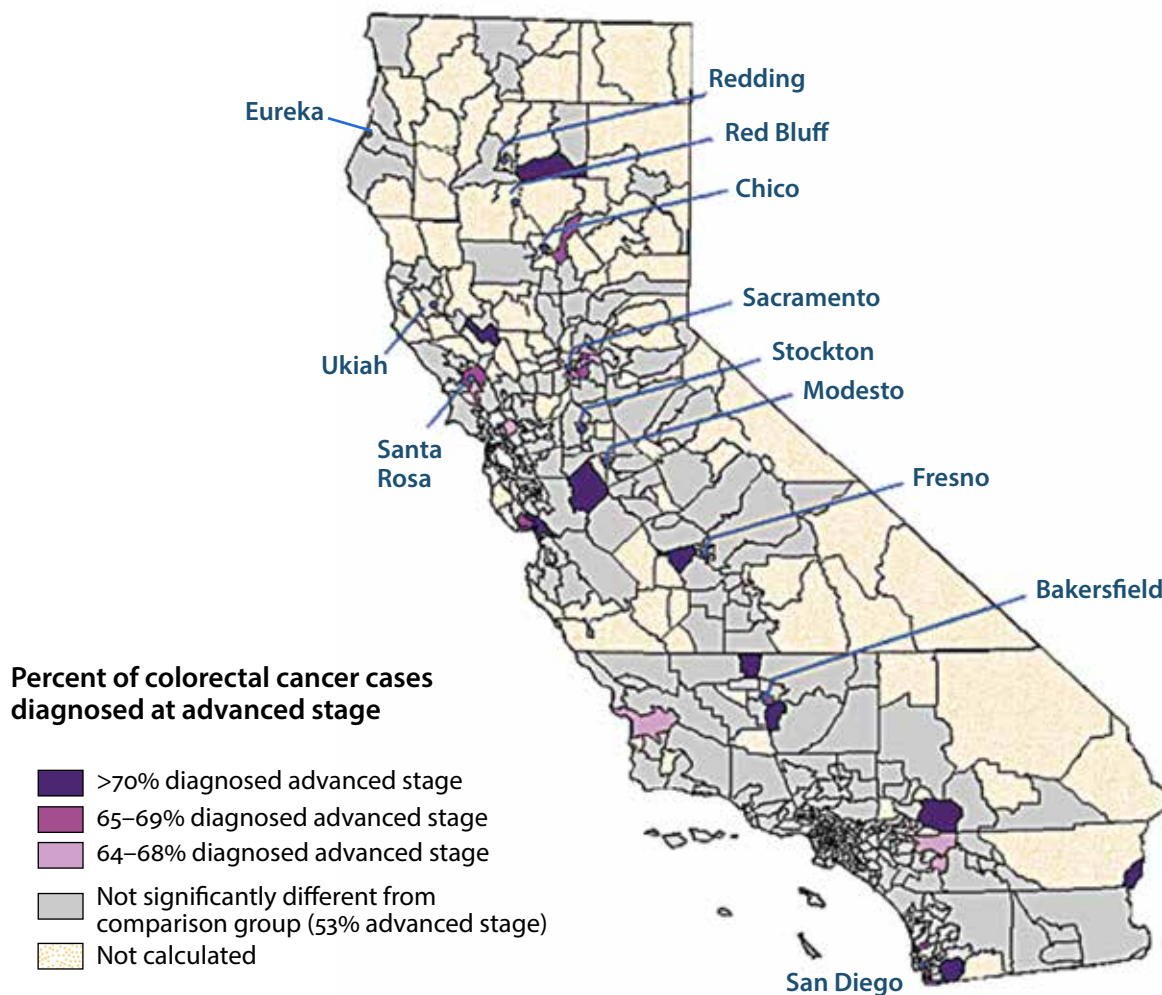 Redding
Eureka
Red Bluff
Chico
Sacramento
Ukiah
Stockton
Modesto
Santa
Rosa
Fresno
Bakersfield
Percent of colorectal cancer cases
diagnosed at advanced stage
>70% diagnosed advanced stage
65–69% diagnosed advanced stage
64–68% diagnosed advanced stage
Not significantly different from
comparison group (53% advanced stage)
Not calculated
San Diego